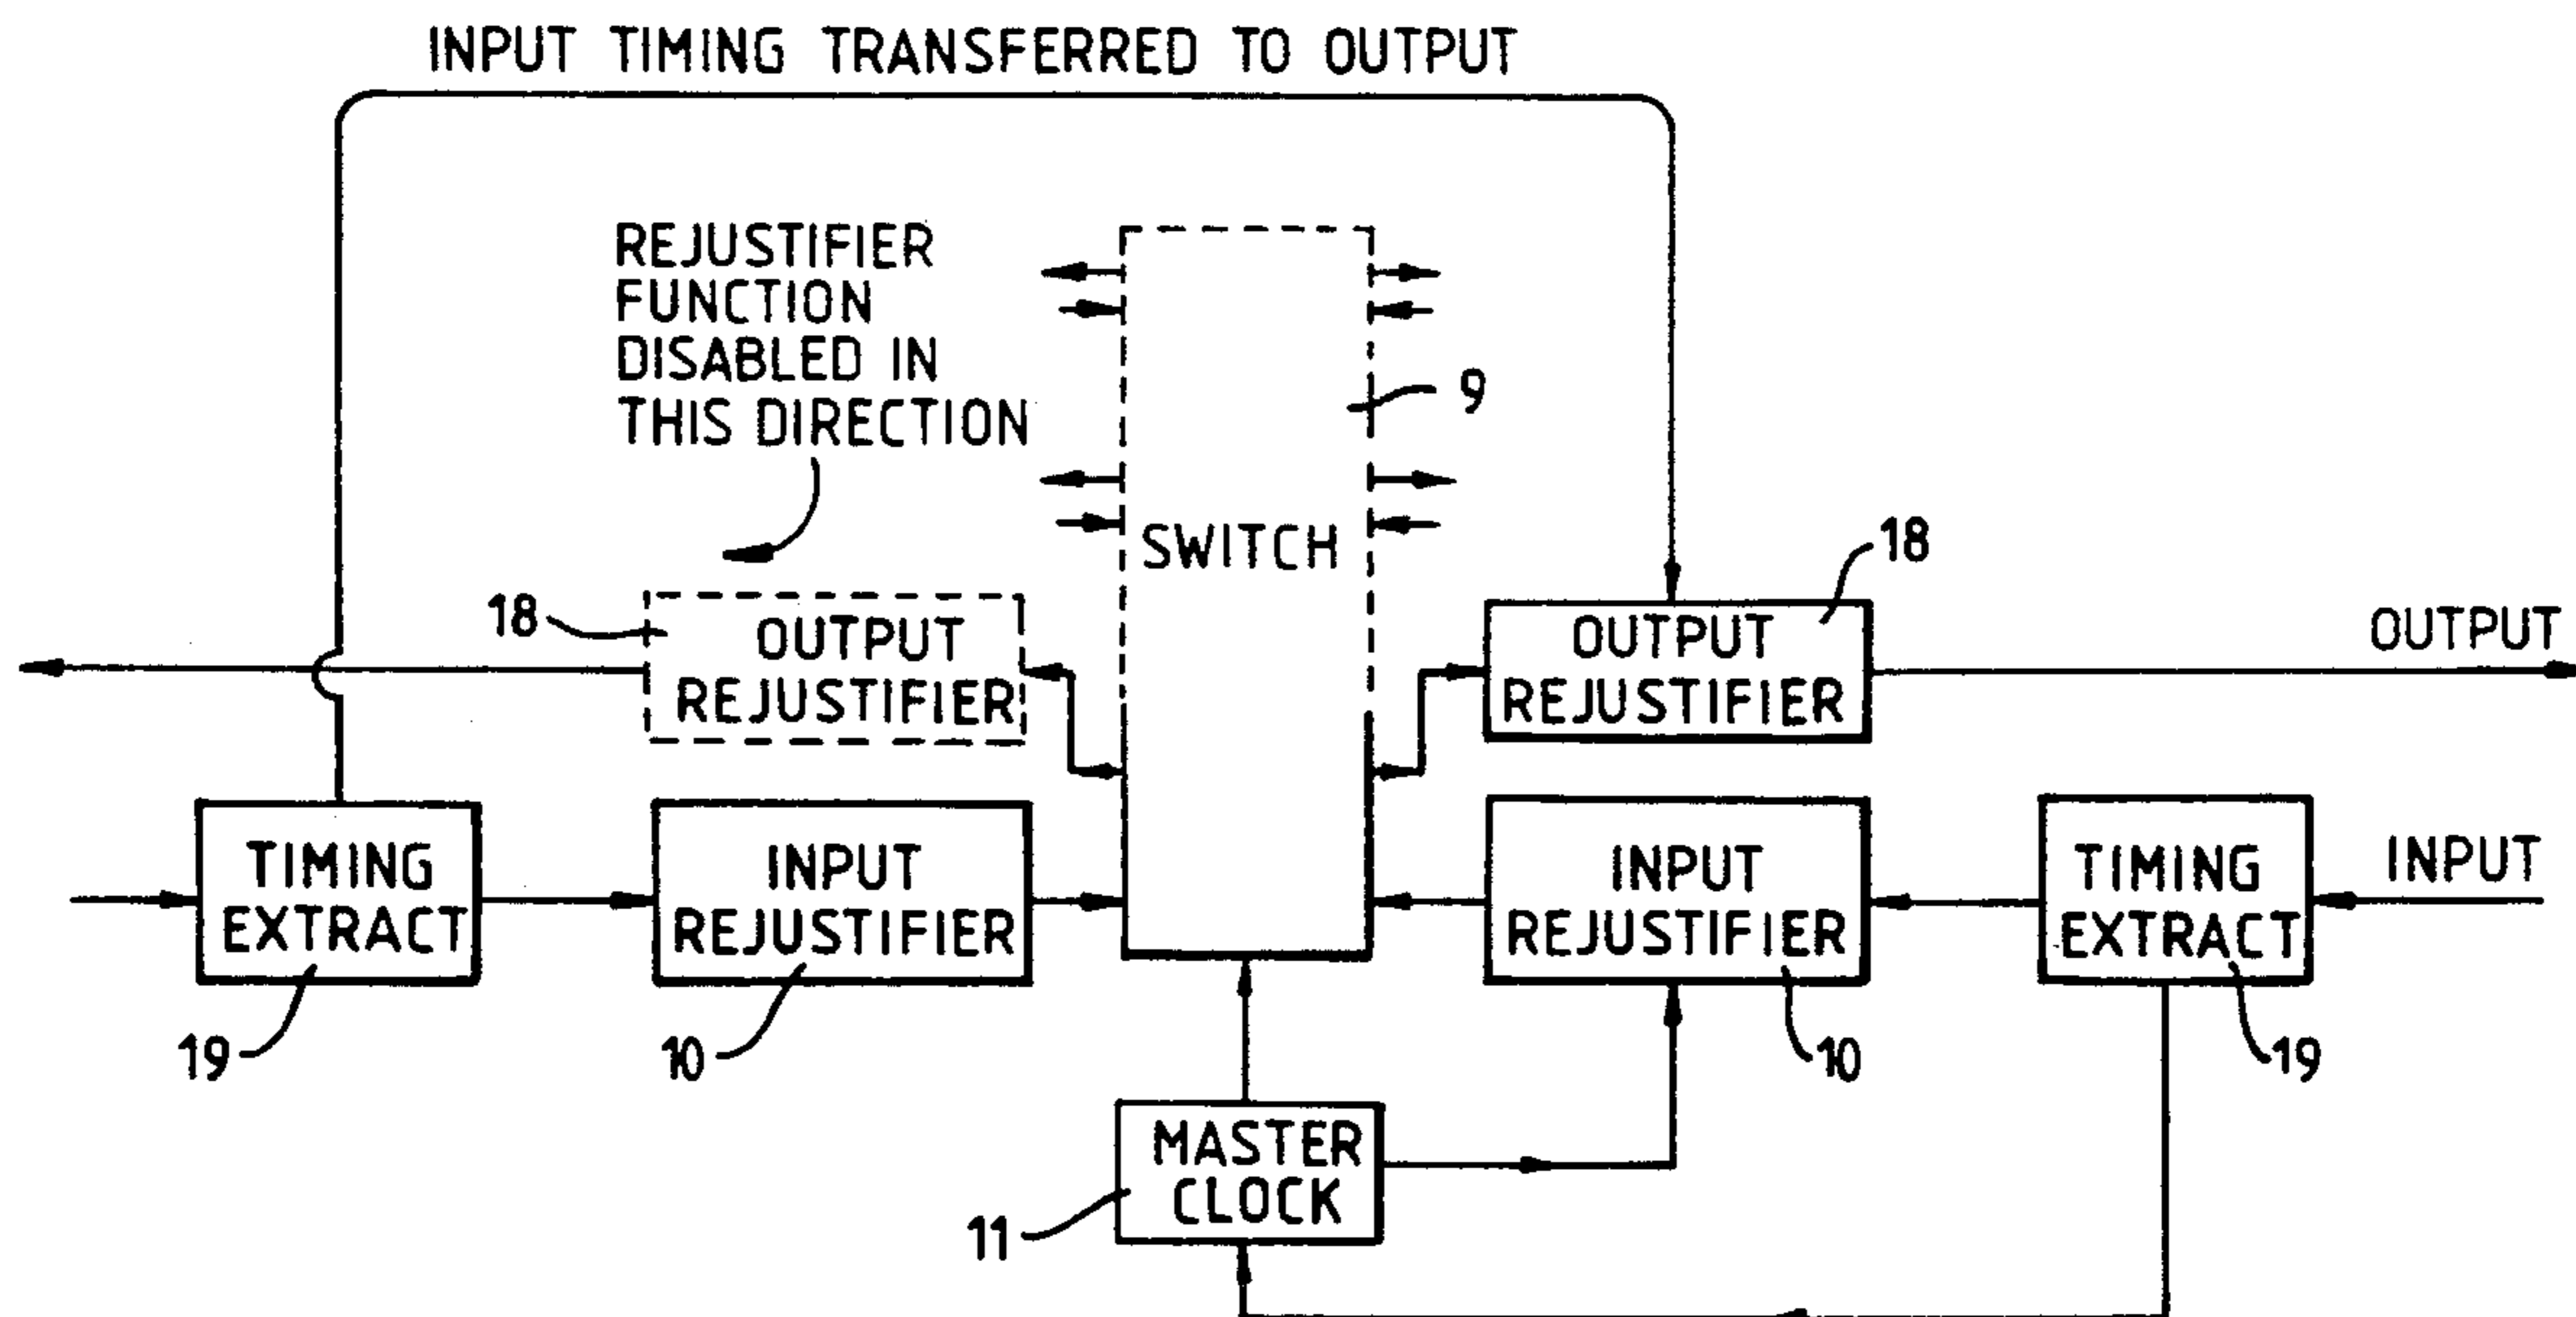 INPUT TIMING TRANSFERRED TO OUTPUT
REJUSTIFIER
FUNCTION
DISABLED IN
THIS DIRECTION
9
SWITCH
18
OUTPUT
REJUSTIFIER
18
OUTPUT
REJUSTIFIER
OUTPUT
TIMING
EXTRACT
19
INPUT
REJUSTIFIER
10
INPUT
REJUSTIFIER
10
TIMING
EXTRACT
19
INPUT
MASTER
CLOCK
11